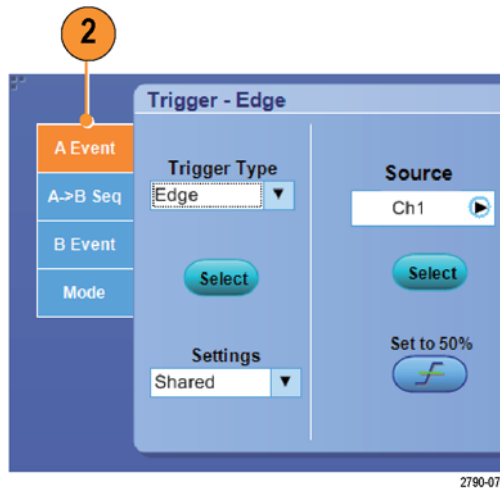 2
Trigger - Edge
A Event
A->B Seq
B Event
Mode
Trigger Type
Edge
Select
Settings
Shared
Source
Ch1
Select
Set to 50%
2790-07